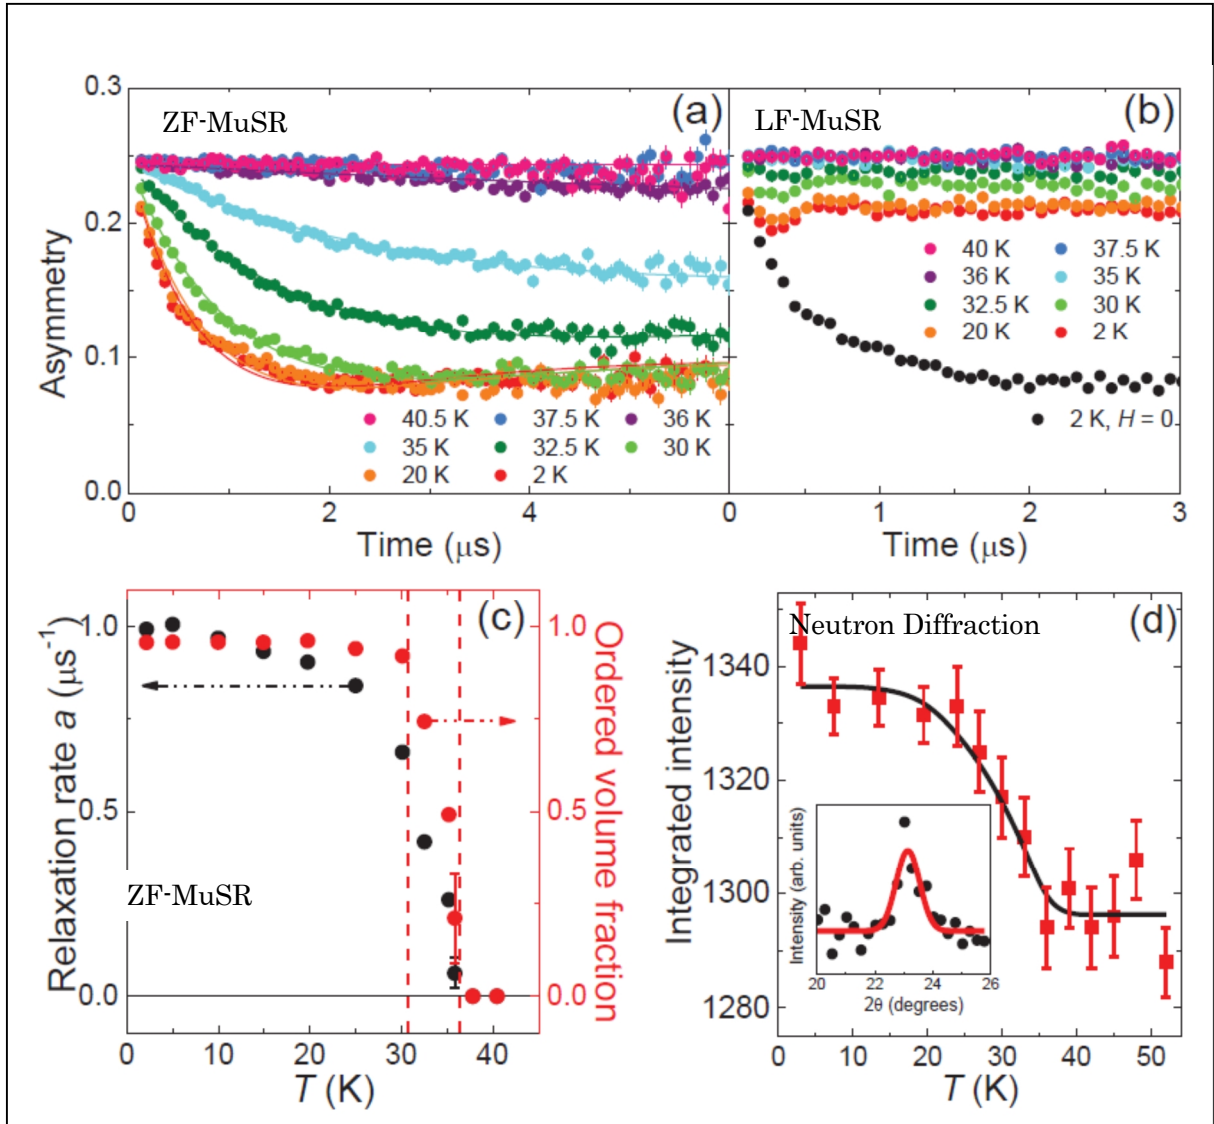 0.3
0.2
0.1
0.0
Asymmetry
ZF-MuSR
(a)
40.5 K 37.5 K 36 K
35 K 32.5 K 30 K
20 K 2 K
0 2 4
Time (μs)
LF-MuSR
(b)
40 K 37.5 K
36 K 35 K
32.5 K 30 K
20 K 2 K
2 K, H = 0
0 1 2 3
Time (μs)
(c)
Relaxation rate a (μs⁻¹)
1.0
0.5
0.0
ZF-MuSR
1.0
0.5
0.0
Ordered volume fraction
0 10 20 30 40
T (K)
Neutron Diffraction
(d)
Integrated intensity
1340
1320
1300
1280
Intensity (arb. units)
20 22 24 26
2θ (degrees)
0 10 20 30 40 50
T (K)